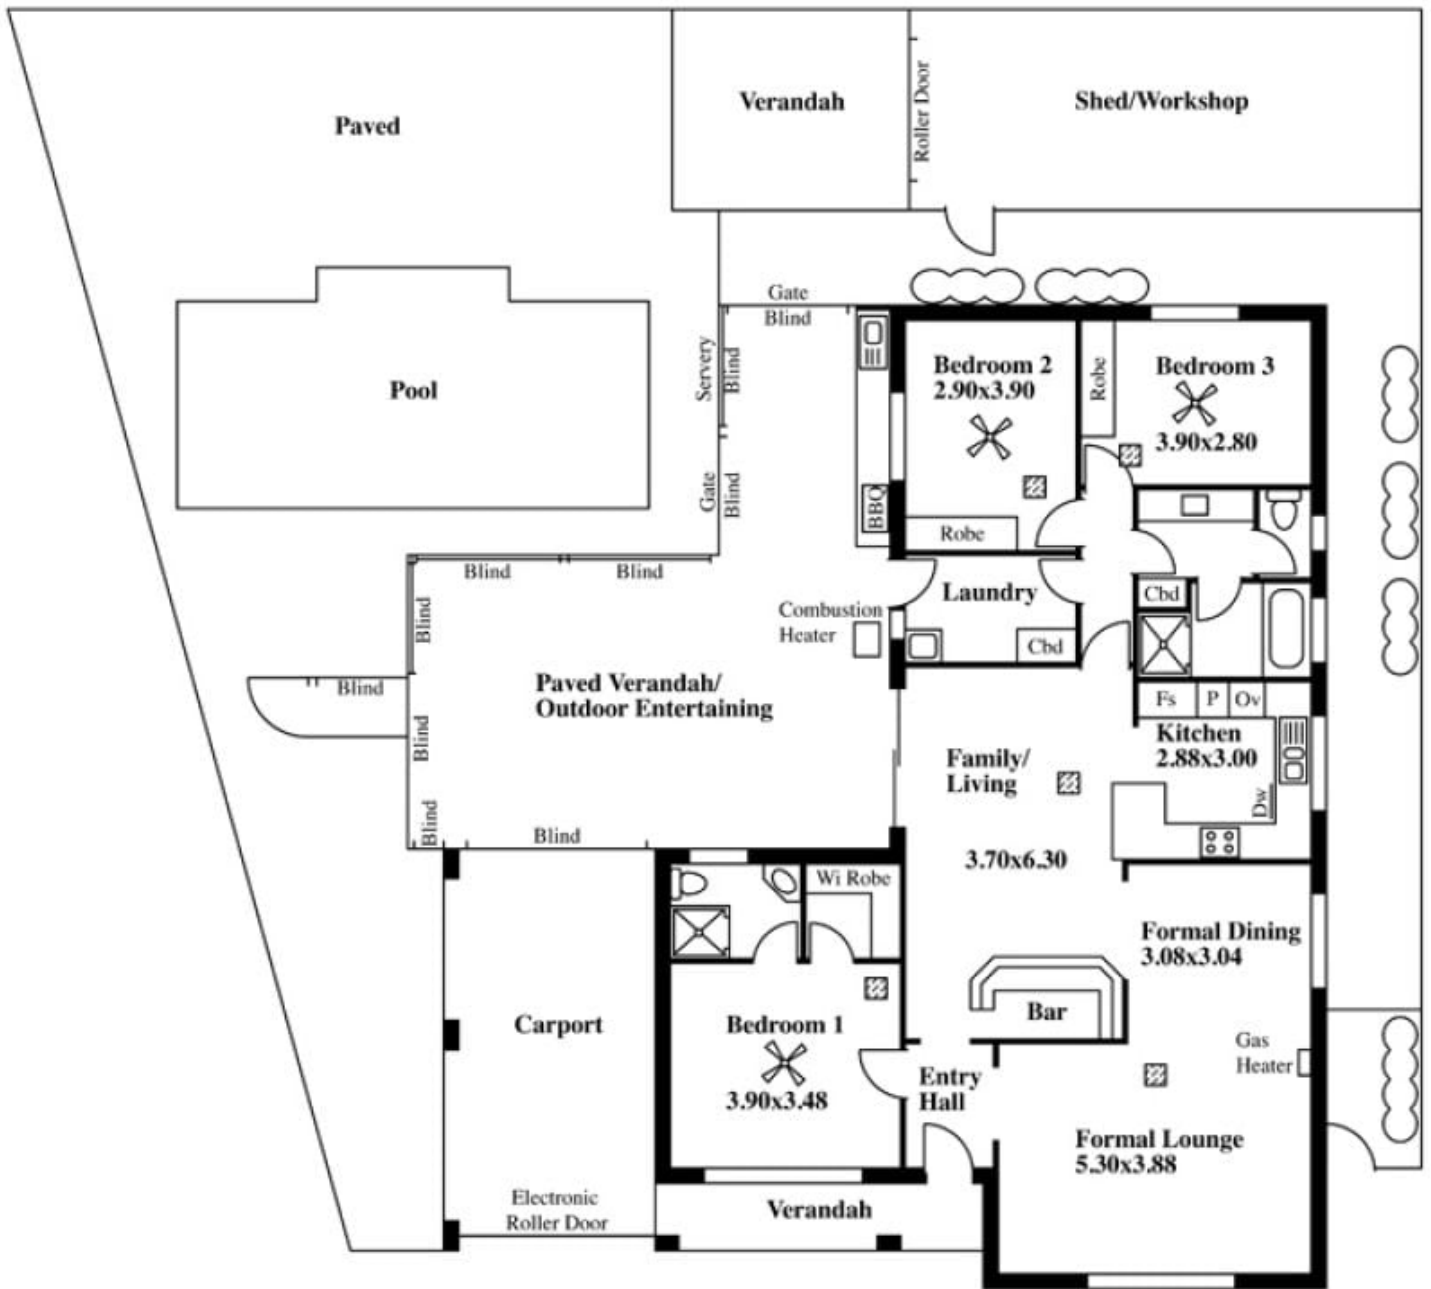 Paved
Verandah
Roller Door
Shed/Workshop
Pool
Gate
Blind
Servery
Blind
Gate
Blind
BBQ
Bedroom 2
2.90x3.90
Robe
Robe
Bedroom 3
3.90x2.80
Blind
Blind
Blind
Blind
Blind
Blind
Blind
Combustion
Heater
Laundry
Cbd
Cbd
Paved Verandah/
Outdoor Entertaining
Fs
P
Ov
Kitchen
2.88x3.00
Dw
Family/
Living
3.70x6.30
Wi Robe
Formal Dining
3.08x3.04
Carport
Bedroom 1
3.90x3.48
Bar
Gas
Heater
Entry
Hall
Formal Lounge
5.30x3.88
Electronic
Roller Door
Verandah